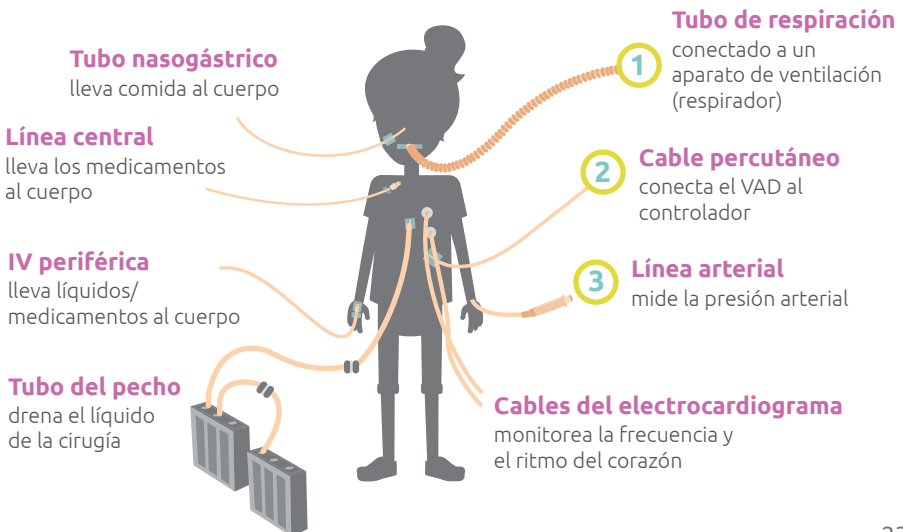 Tubo de respiración
conectado a un
aparato de ventilación
(respirador)
1
Tubo nasogástrico
lleva comida al cuerpo
Línea central
lleva los medicamentos
al cuerpo
Cable percutáneo
conecta el VAD al
controlador
2
IV periférica
lleva líquidos/
medicamentos al cuerpo
Línea arterial
mide la presión arterial
3
Tubo del pecho
drena el líquido
de la cirugía
Cables del electrocardiograma
monitorea la frecuencia y
el ritmo del corazón